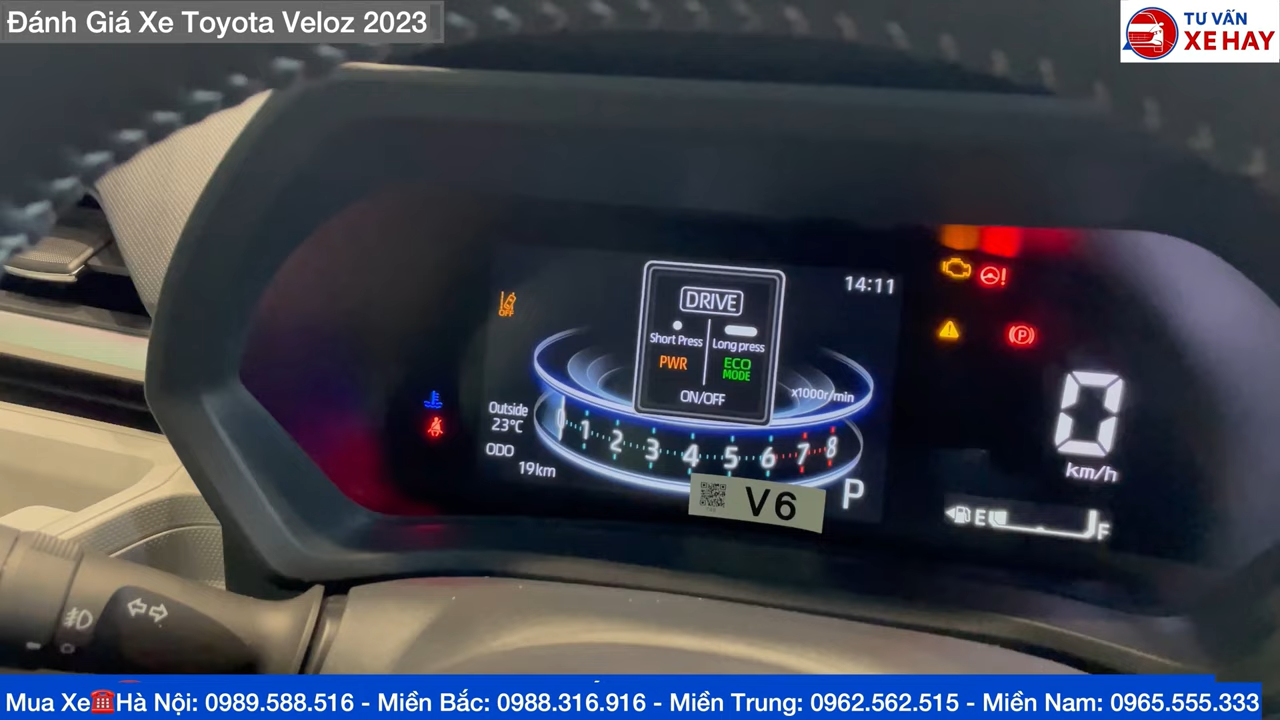 Đánh Giá Xe Toyota Veloz 2023
TƯ VẤN
XE HAY
14:11
DRIVE
Short Press
Long press
PWR
ECO
MODE
ON/OFF
OFF
x1000r/min
Outside
23°C
ODO
19km
0 1 2 3 4 5 6 7 8
P
V6
0
km/h
E F
Mua Xe☎Hà Nội: 0989.588.516 - Miền Bắc: 0988.316.916 - Miền Trung: 0962.562.515 - Miền Nam: 0965.555.333